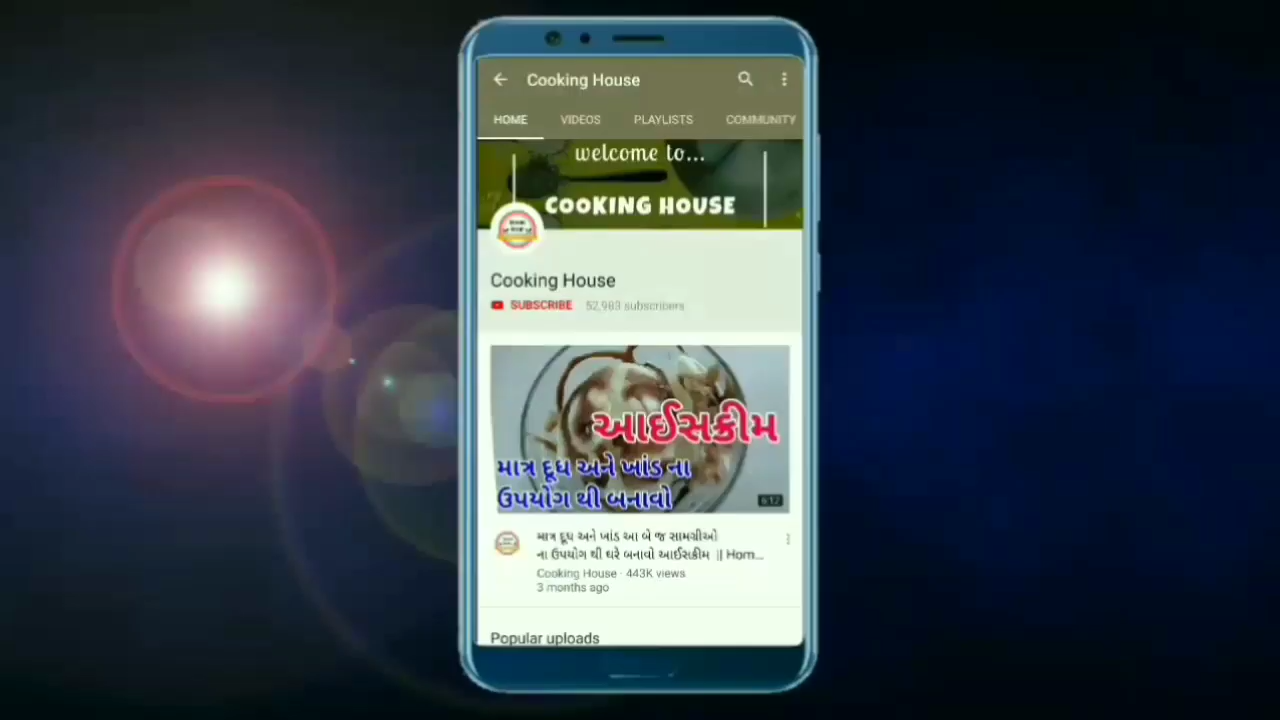 Cooking House
HOME VIDEOS PLAYLISTS COMMUNITY
welcome to...
COOKING HOUSE
Cooking House
SUBSCRIBE 52,983 subscribers
આઈસક્રીમ
માત્ર દૂધ અને ખાંડ ના
ઉપયોગ થી બનાવો
6:17
માત્ર દૂધ અને ખાંડ આ બે જ સામગ્રીઓ
ના ઉપયોગ થી ઘરે બનાવો આઈસક્રીમ || Hom...
Cooking House · 443K views
3 months ago
Popular uploads